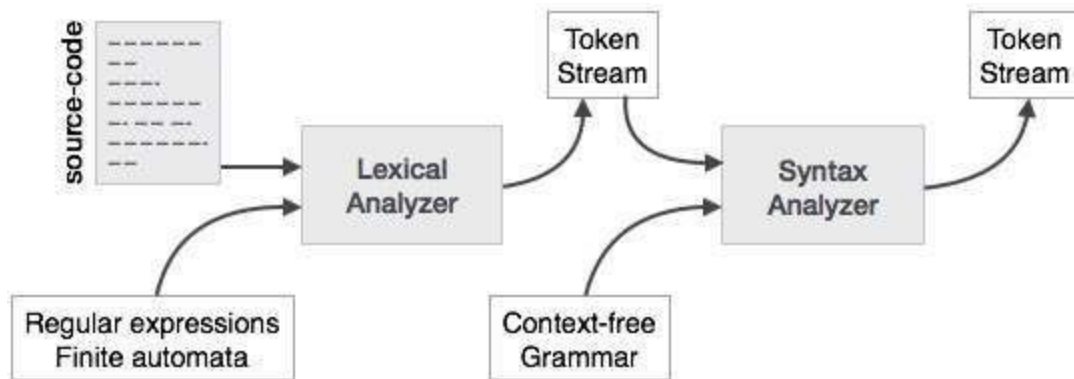 source-code
Token
Stream
Token
Stream
Lexical
Analyzer
Syntax
Analyzer
Regular expressions
Finite automata
Context-free
Grammar